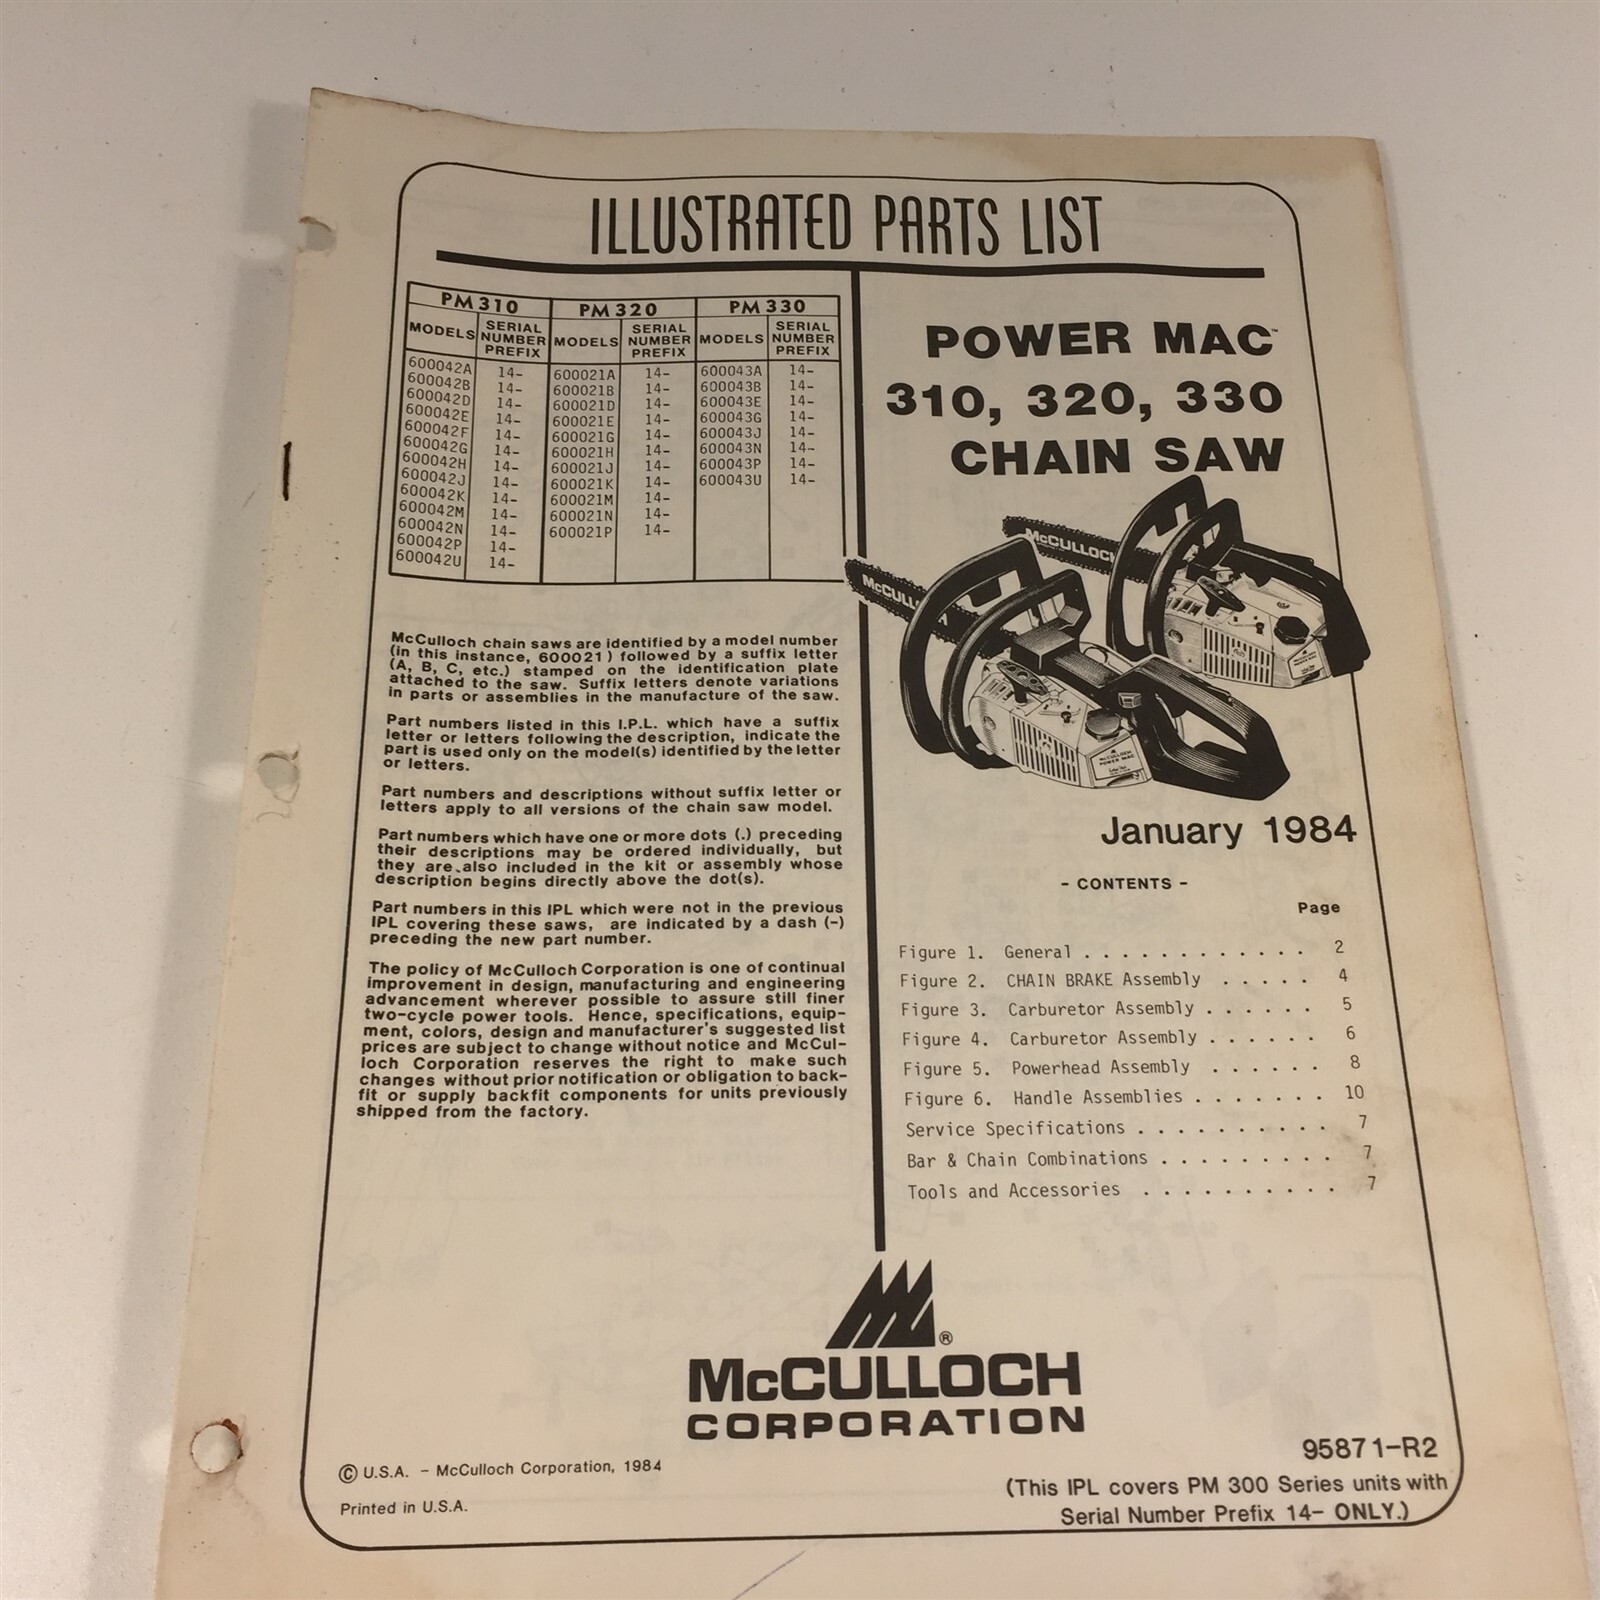 ILLUSTRATED PARTS LIST
PM 310 PM 320 PM 330
MODELS SERIAL NUMBER PREFIX MODELS SERIAL NUMBER PREFIX MODELS SERIAL NUMBER PREFIX
600042A 14- 600021A 14- 600043A 14-
600042B 14- 600021B 14- 600043B 14-
600042D 14- 600021D 14- 600043E 14-
600042E 14- 600021E 14- 600043G 14-
600042F 14- 600021G 14- 600043J 14-
600042G 14- 600021H 14- 600043N 14-
600042H 14- 600021J 14- 600043P 14-
600042J 14- 600021K 14- 600043U 14-
600042K 14- 600021M 14-
600042M 14- 600021N 14-
600042N 14- 600021P 14-
600042P 14-
600042U 14-
McCulloch chain saws are identified by a model number
(in this instance, 600021 ) followed by a suffix letter
(A, B, C, etc.) stamped on the identification plate
attached to the saw. Suffix letters denote variations
in parts or assemblies in the manufacture of the saw.
Part numbers listed in this I.P.L. which have a suffix
letter or letters following the description, indicate the
part is used only on the model(s) identified by the letter
or letters.
Part numbers and descriptions without suffix letter or
letters apply to all versions of the chain saw model.
Part numbers which have one or more dots (.) preceding
their descriptions may be ordered individually, but
they are also included in the kit or assembly whose
description begins directly above the dot(s).
Part numbers in this IPL which were not in the previous
IPL covering these saws, are indicated by a dash (-)
preceding the new part number.
The policy of McCulloch Corporation is one of continual
improvement in design, manufacturing and engineering
advancement wherever possible to assure still finer
two-cycle power tools. Hence, specifications, equip-
ment, colors, design and manufacturer's suggested list
prices are subject to change without notice and McCul-
loch Corporation reserves the right to make such
changes without prior notification or obligation to back-
fit or supply backfit components for units previously
shipped from the factory.
POWER MAC™
310, 320, 330
CHAIN SAW
McCULLOCH
McCULL
McCULLOCH
POWER MAC
January 1984
- CONTENTS -
Page
Figure 1. General . . . . . . . . . . . . 2
Figure 2. CHAIN BRAKE Assembly . . . . . 4
Figure 3. Carburetor Assembly . . . . . . 5
Figure 4. Carburetor Assembly . . . . . . 6
Figure 5. Powerhead Assembly . . . . . . 8
Figure 6. Handle Assemblies . . . . . . . 10
Service Specifications . . . . . . . . . . 7
Bar & Chain Combinations . . . . . . . . . 7
Tools and Accessories . . . . . . . . . . 7
®
McCULLOCH
CORPORATION
© U.S.A. - McCulloch Corporation, 1984
Printed in U.S.A.
95871-R2
(This IPL covers PM 300 Series units with
Serial Number Prefix 14- ONLY.)